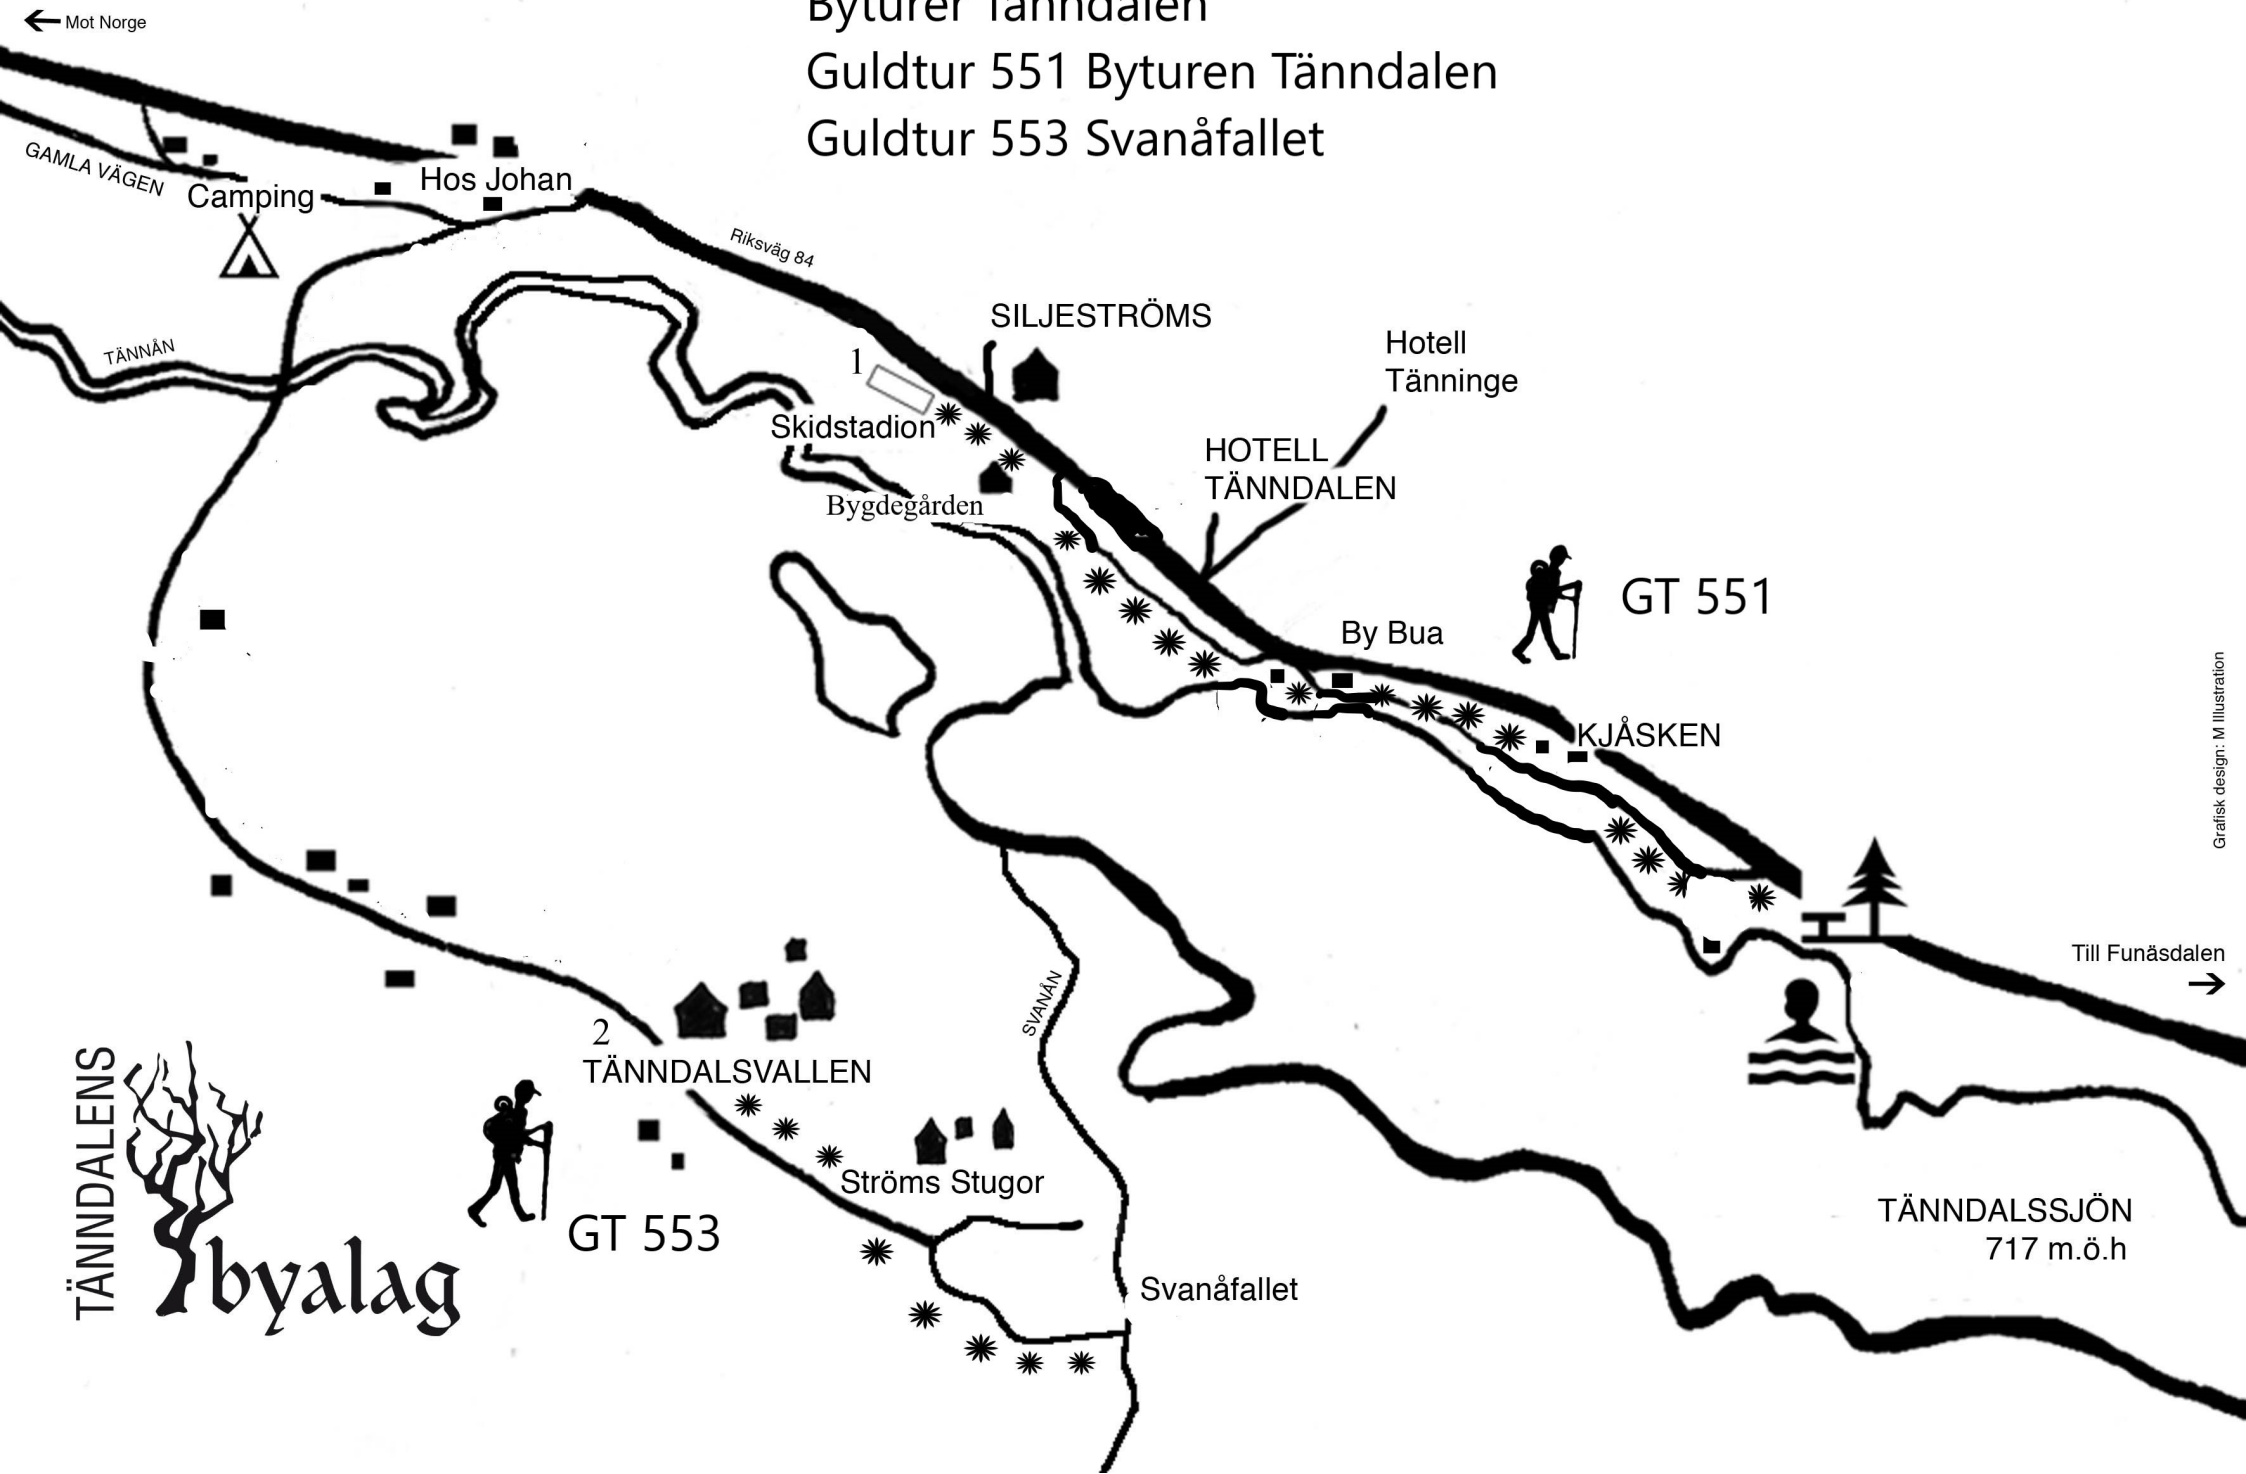 Mot Norge
Byturer Tänndalen
Guldtur 551 Byturen Tänndalen
Guldtur 553 Svanåfallet
GAMLA VÄGEN
Camping
Hos Johan
Riksväg 84
TÄNNÅN
SILJESTRÖMS
1
Skidstadion
Hotell
Tänninge
HOTELL
TÄNNDALEN
Bygdegården
GT 551
By Bua
KJÅSKEN
Grafisk design: M Illustration
Till Funäsdalen
SVANÅN
2
TÄNNDALSVALLEN
Ströms Stugor
GT 553
TÄNNDALSSJÖN
717 m.ö.h
Svanåfallet
TÄNNDALENS
byalag